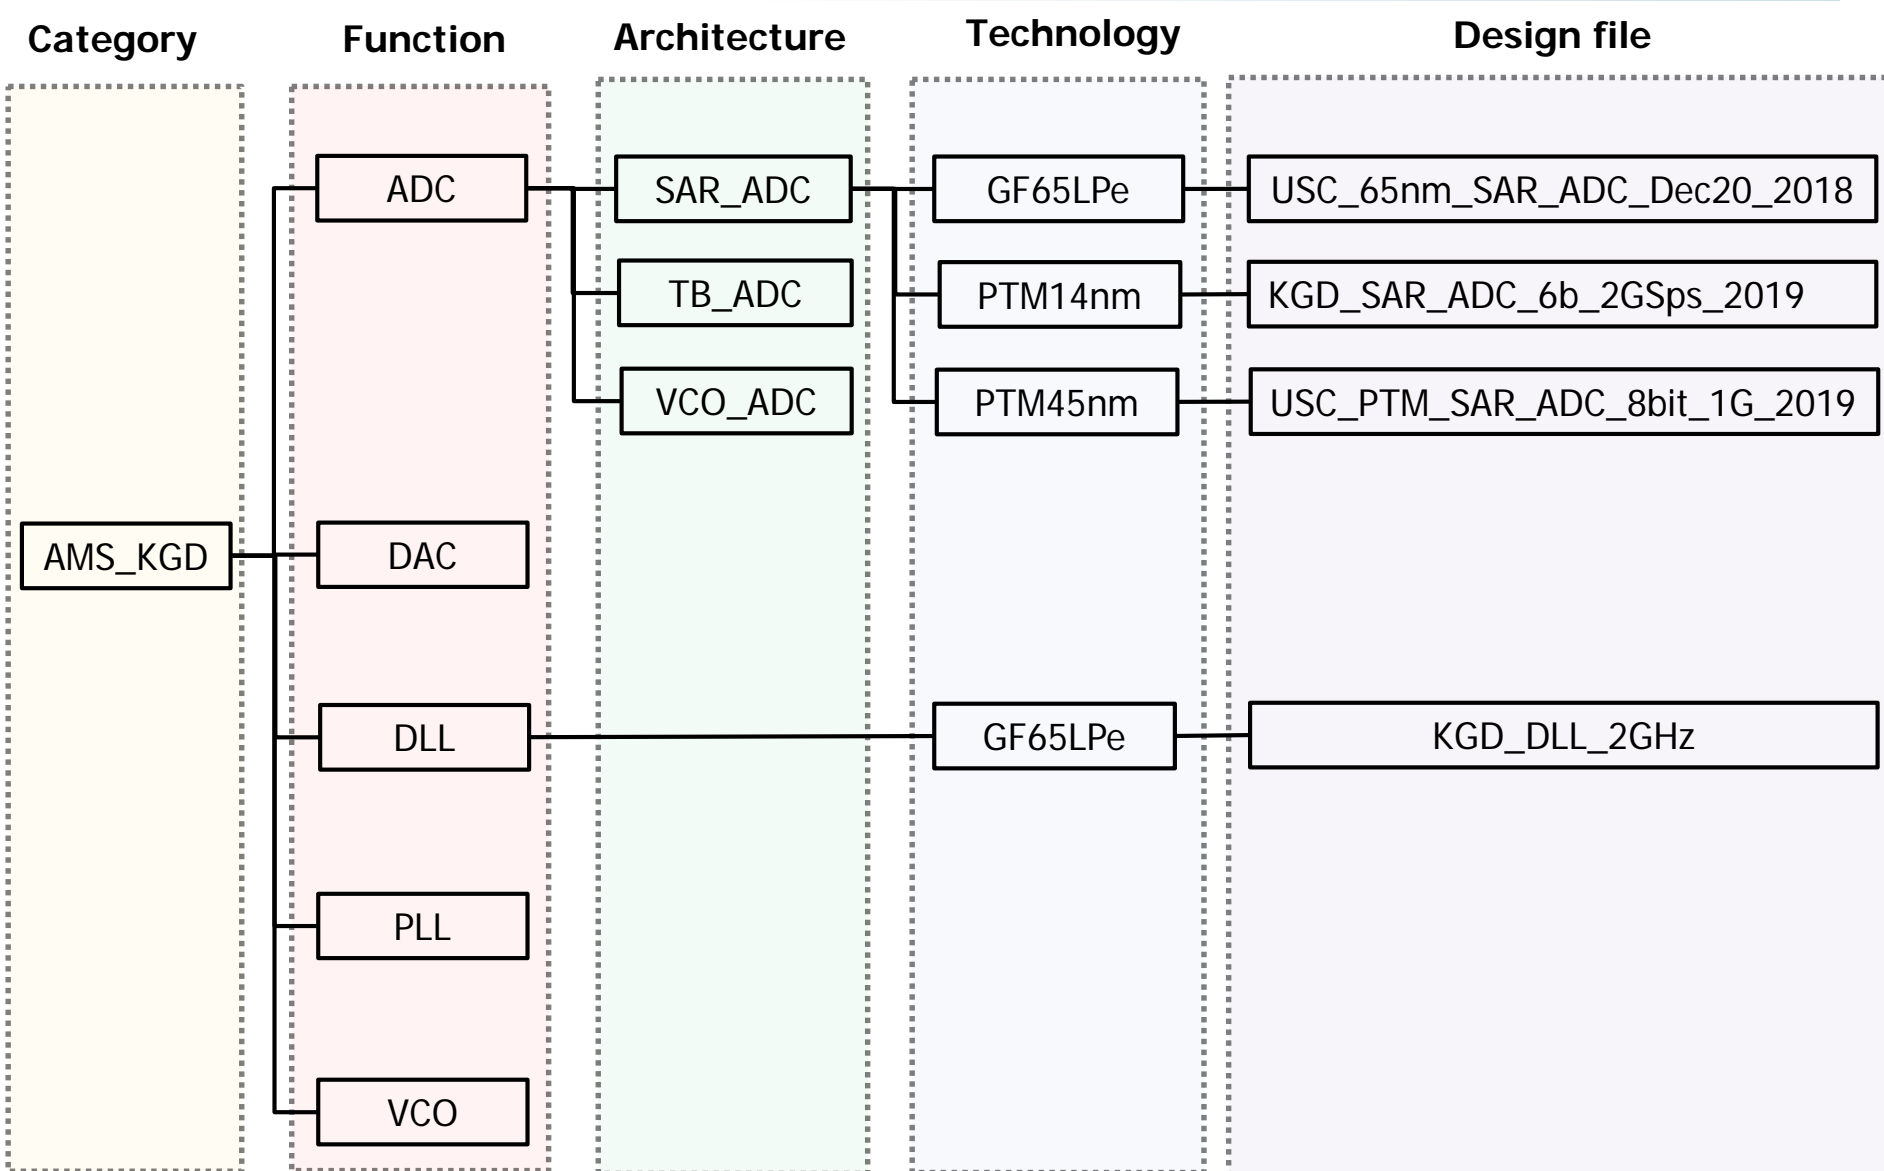 Category Function Architecture Technology Design file
ADC SAR_ADC GF65LPe USC_65nm_SAR_ADC_Dec20_2018
TB_ADC PTM14nm KGD_SAR_ADC_6b_2GSps_2019
VCO_ADC PTM45nm USC_PTM_SAR_ADC_8bit_1G_2019
AMS_KGD DAC
DLL GF65LPe KGD_DLL_2GHz
PLL
VCO